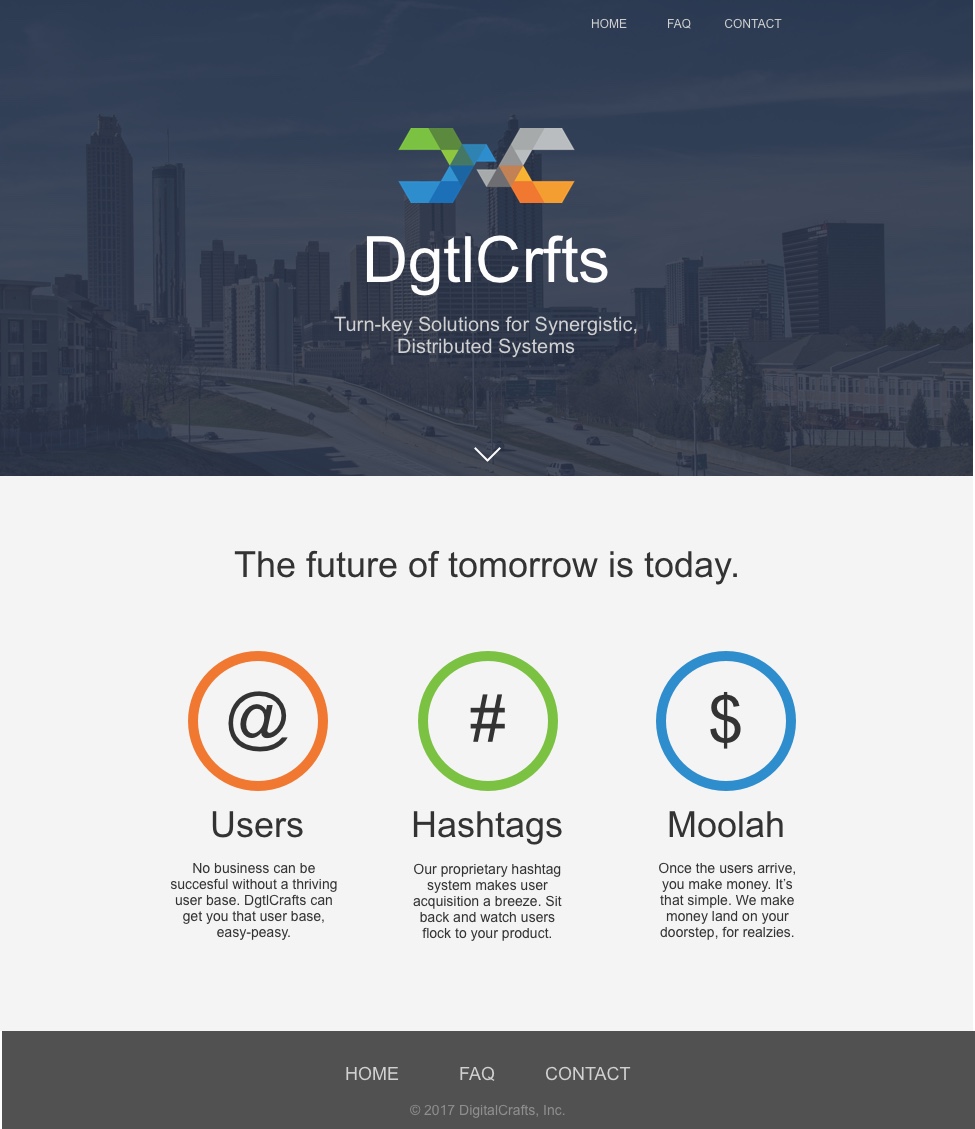 HOME FAQ CONTACT
DgtlCrfts
Turn-key Solutions for Synergistic,
Distributed Systems
The future of tomorrow is today.
@
Users
No business can be
succesful without a thriving
user base. DgtlCrafts can
get you that user base,
easy-peasy.
#
Hashtags
Our proprietary hashtag
system makes user
acquisition a breeze. Sit
back and watch users
flock to your product.
$
Moolah
Once the users arrive,
you make money. It’s
that simple. We make
money land on your
doorstep, for realzies.
HOME FAQ CONTACT
© 2017 DigitalCrafts, Inc.